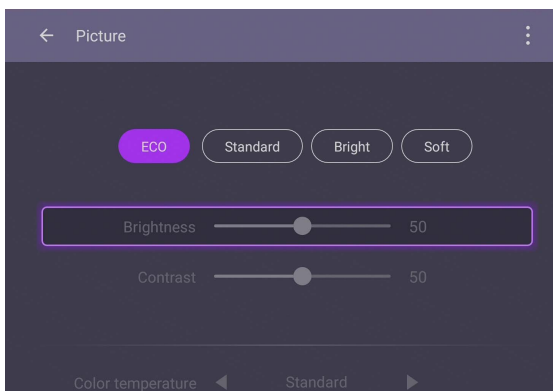 Picture
ECO Standard Bright Soft
Brightness 50
Contrast 50
Color temperature Standard